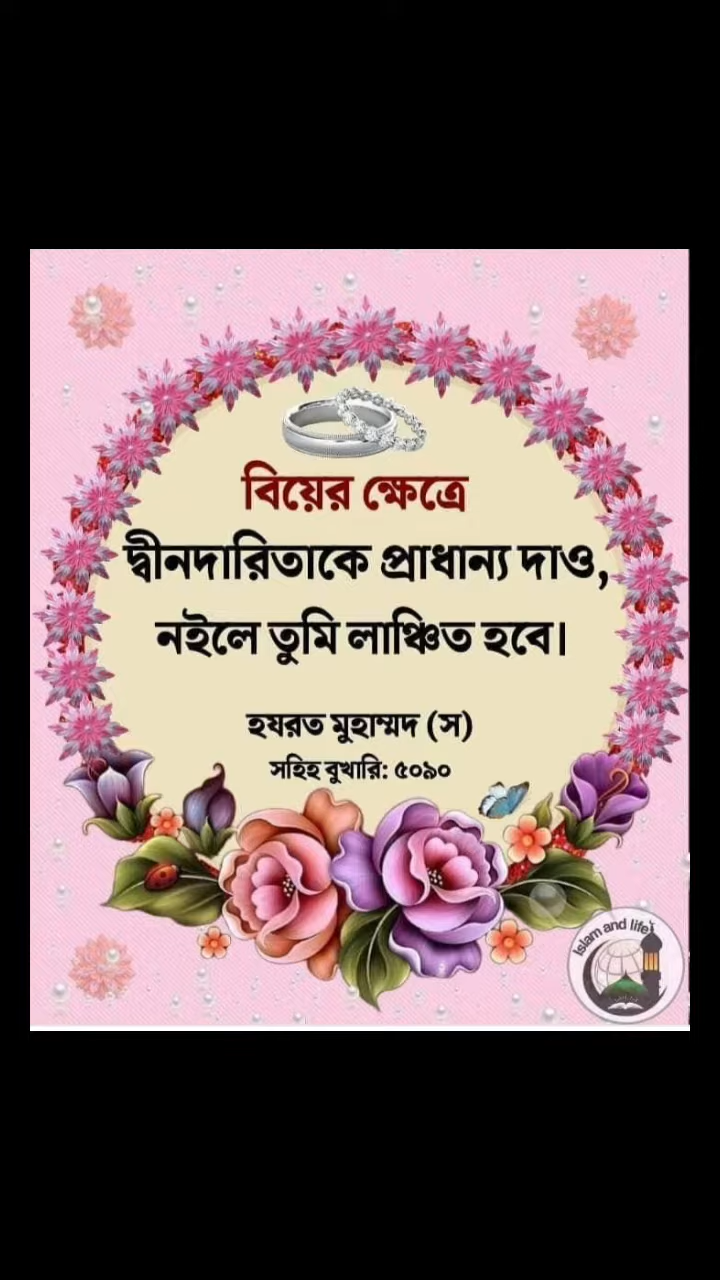 বিয়ের ক্ষেত্রে
দ্বীনদারিতাকে প্রাধান্য দাও,
নইলে তুমি লাঞ্চিত হবে।
হযরত মুহাম্মদ (স)
সহিহ বুখারি: ৫০৯০
Islam and life